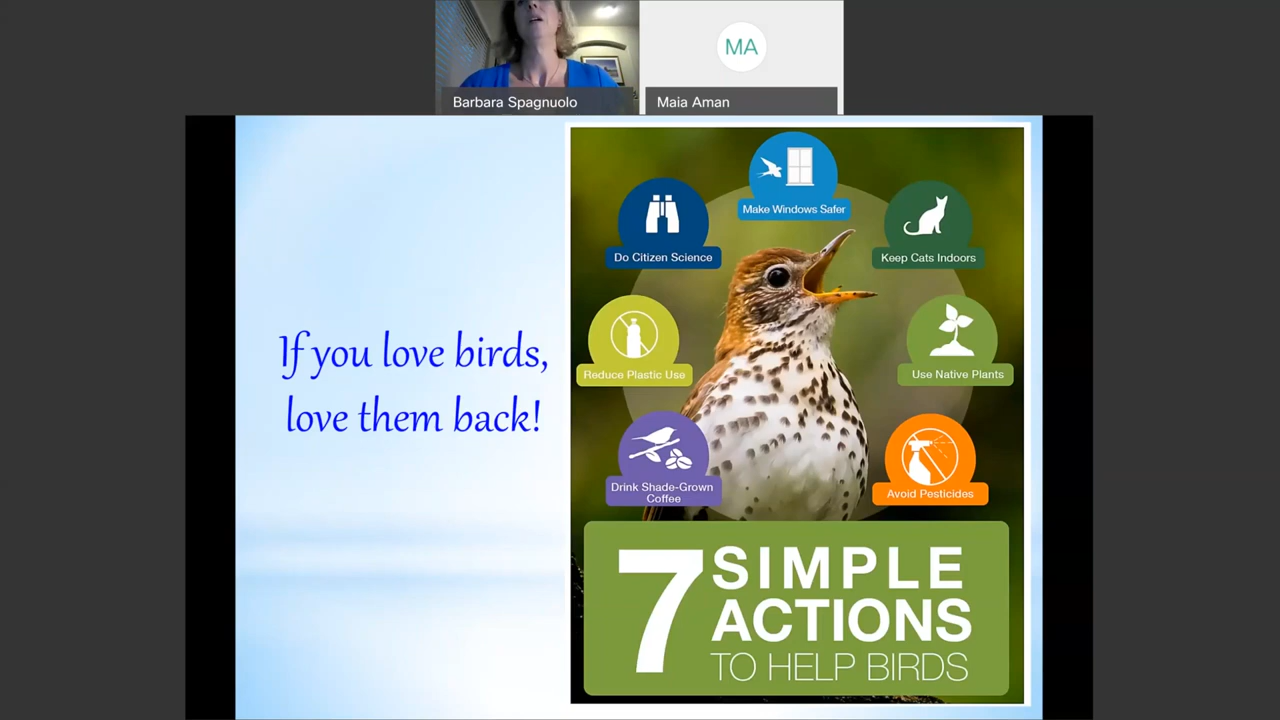 MA
Barbara Spagnuolo
Maia Aman
If you love birds,
love them back!
Make Windows Safer
Do Citizen Science
Keep Cats Indoors
Reduce Plastic Use
Use Native Plants
Drink Shade-Grown
Coffee
Avoid Pesticides
7 SIMPLE
ACTIONS
TO HELP BIRDS